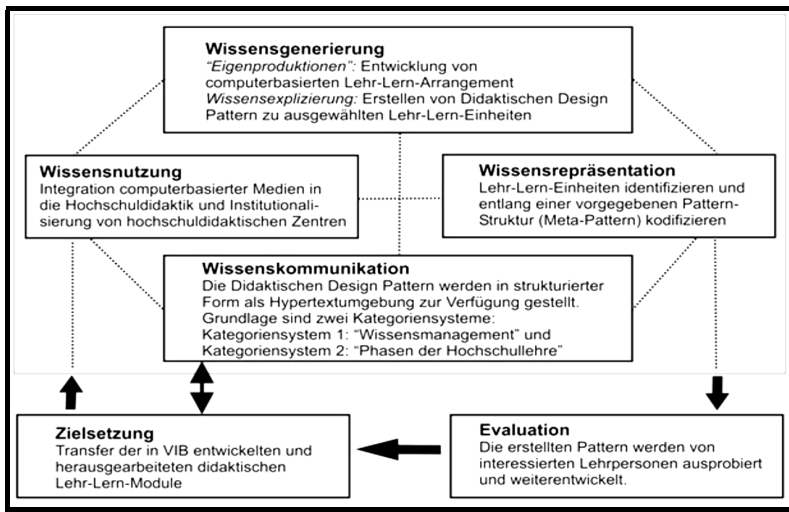 Wissensgenerierung
"Eigenproduktionen": Entwicklung von
computerbasierten Lehr-Lern-Arrangement
Wissensexplizierung: Erstellen von Didaktischen Design
Pattern zu ausgewählten Lehr-Lern-Einheiten
Wissensnutzung
Integration computerbasierter Medien in
die Hochschuldidaktik und Institutionali-
sierung von hochschuldidaktischen Zentren
Wissensrepräsentation
Lehr-Lern-Einheiten identifizieren und
entlang einer vorgegebenen Pattern-
Struktur (Meta-Pattern) kodifizieren
Wissenskommunikation
Die Didaktischen Design Pattern werden in strukturierter
Form als Hypertextumgebung zur Verfügung gestellt.
Grundlage sind zwei Kategoriensysteme:
Kategoriensystem 1: "Wissensmanagement" und
Kategoriensystem 2: "Phasen der Hochschullehre"
Zielsetzung
Transfer der in VIB entwickelten und
herausgearbeiteten didaktischen
Lehr-Lern-Module
Evaluation
Die erstellten Pattern werden von
interessierten Lehrpersonen ausprobiert
und weiterentwickelt.